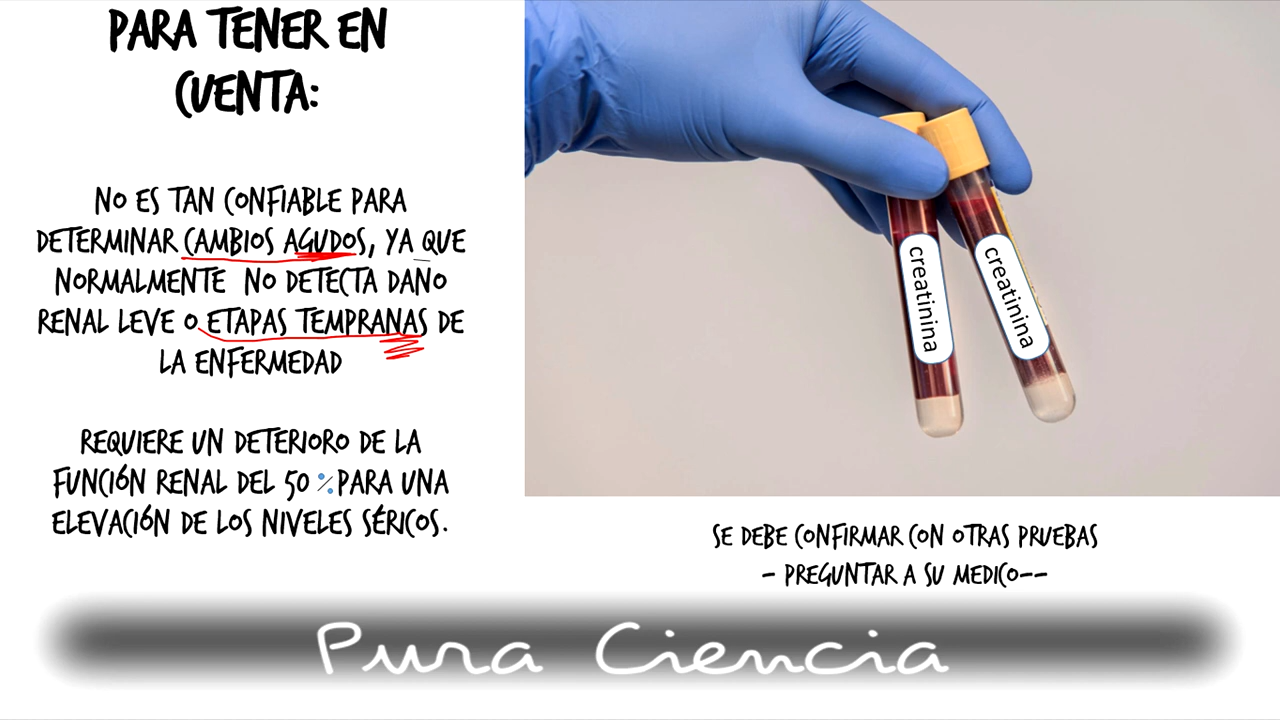 PARA TENER EN
CUENTA:
NO ES TAN CONFIABLE PARA
DETERMINAR CAMBIOS AGUDOS, YA QUE
NORMALMENTE NO DETECTA DAÑO
RENAL LEVE O ETAPAS TEMPRANAS DE
LA ENFERMEDAD
REQUIERE UN DETERIORO DE LA
FUNCIÓN RENAL DEL 50 % PARA UNA
ELEVACIÓN DE LOS NIVELES SÉRICOS.
creatinina
creatinina
SE DEBE CONFIRMAR CON OTRAS PRUEBAS
- PREGUNTAR A SU MEDICO--
Pura Ciencia